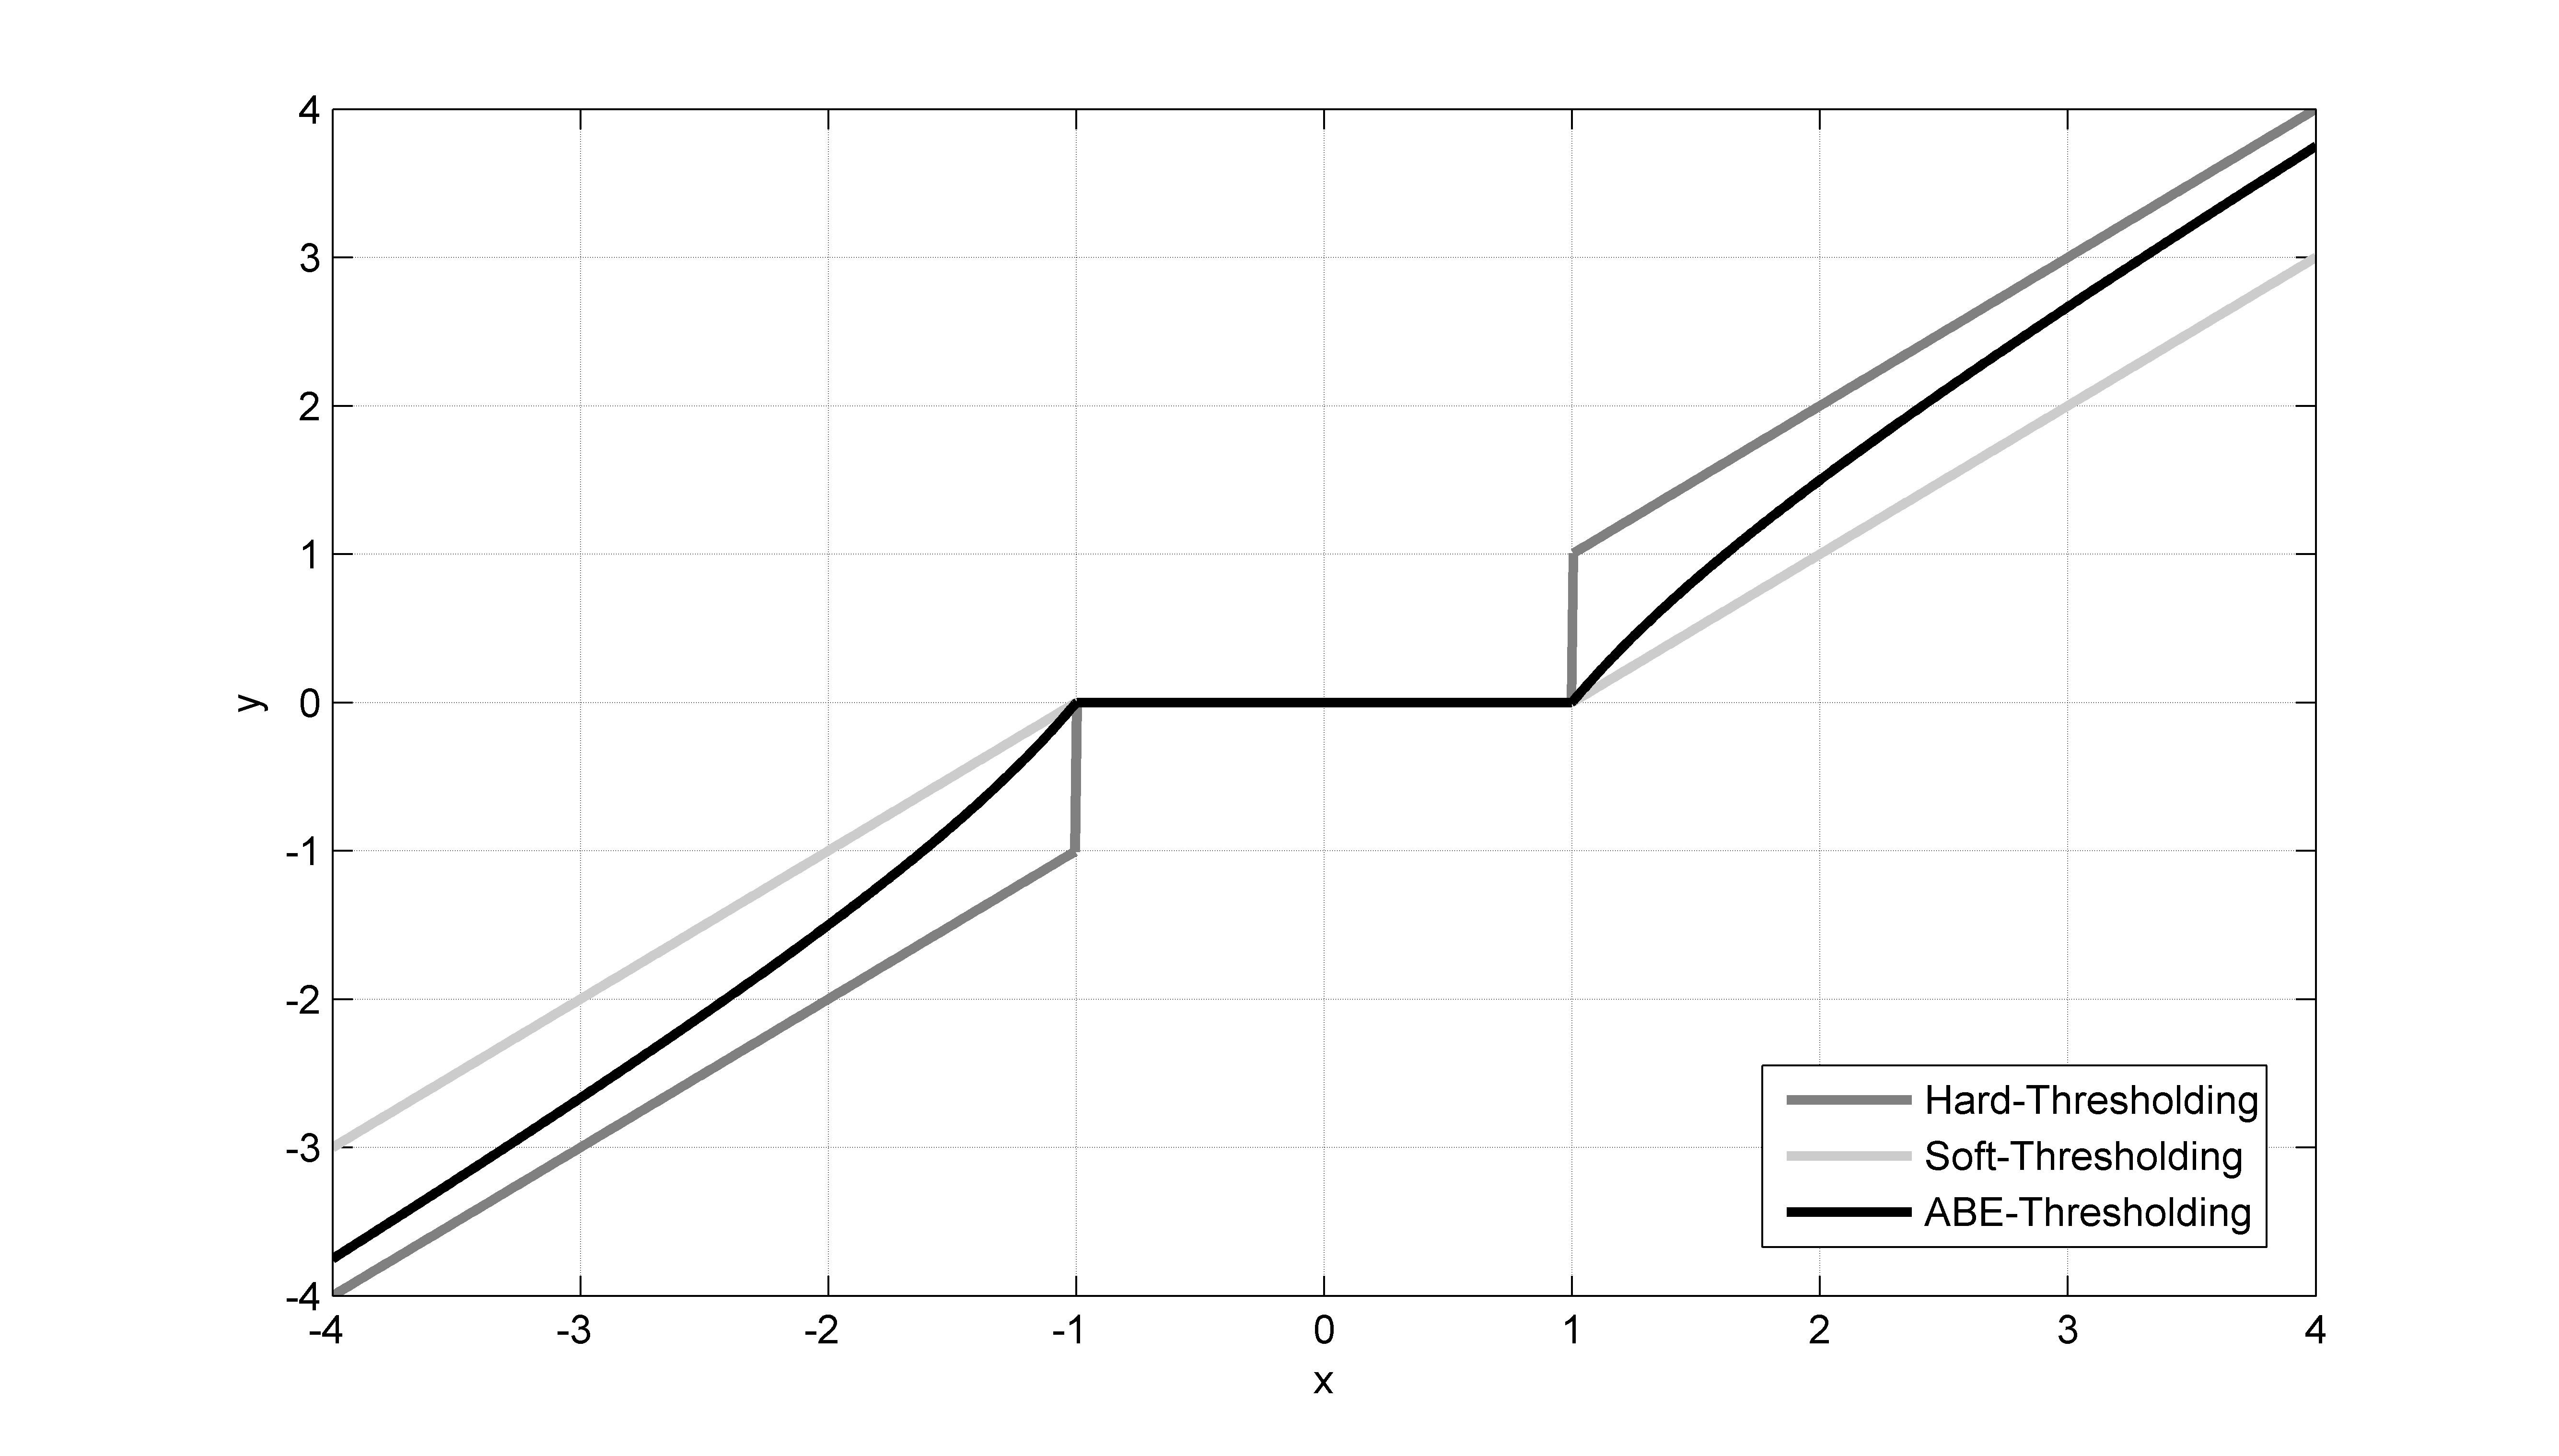 4
3
2
1
0
-1
-2
-3
-4
y
-4 -3 -2 -1 0 1 2 3 4
x
Hard-Thresholding
Soft-Thresholding
ABE-Thresholding